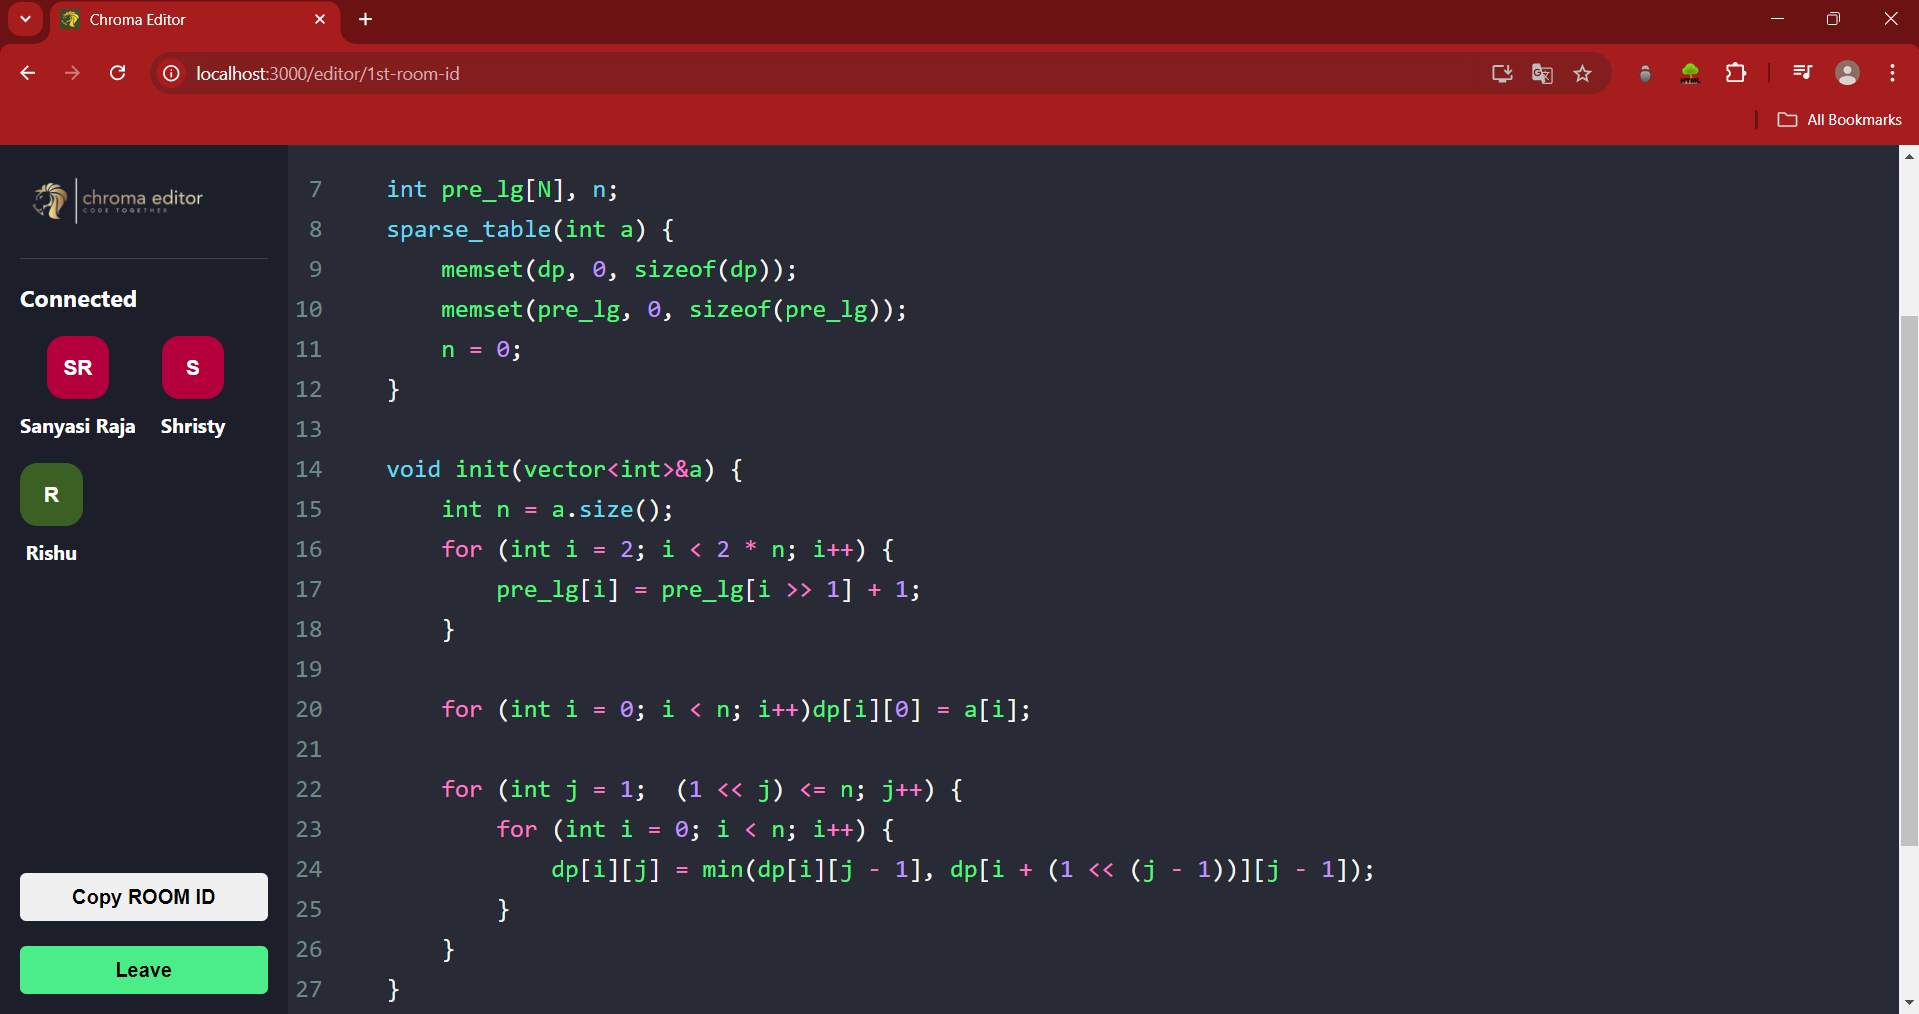 Chroma Editor
localhost:3000/editor/1st-room-id
All Bookmarks
chroma editor
CODE TOGETHER
Connected
SR
S
Sanyasi Raja
Shristy
R
Rishu
Copy ROOM ID
Leave
7    int pre_lg[N], n;
8    sparse_table(int a) {
9        memset(dp, 0, sizeof(dp));
10        memset(pre_lg, 0, sizeof(pre_lg));
11        n = 0;
12    }
13
14    void init(vector<int>&a) {
15        int n = a.size();
16        for (int i = 2; i < 2 * n; i++) {
17            pre_lg[i] = pre_lg[i >> 1] + 1;
18        }
19
20        for (int i = 0; i < n; i++)dp[i][0] = a[i];
21
22        for (int j = 1;  (1 << j) <= n; j++) {
23            for (int i = 0; i < n; i++) {
24                dp[i][j] = min(dp[i][j - 1], dp[i + (1 << (j - 1))][j - 1]);
25            }
26        }
27    }